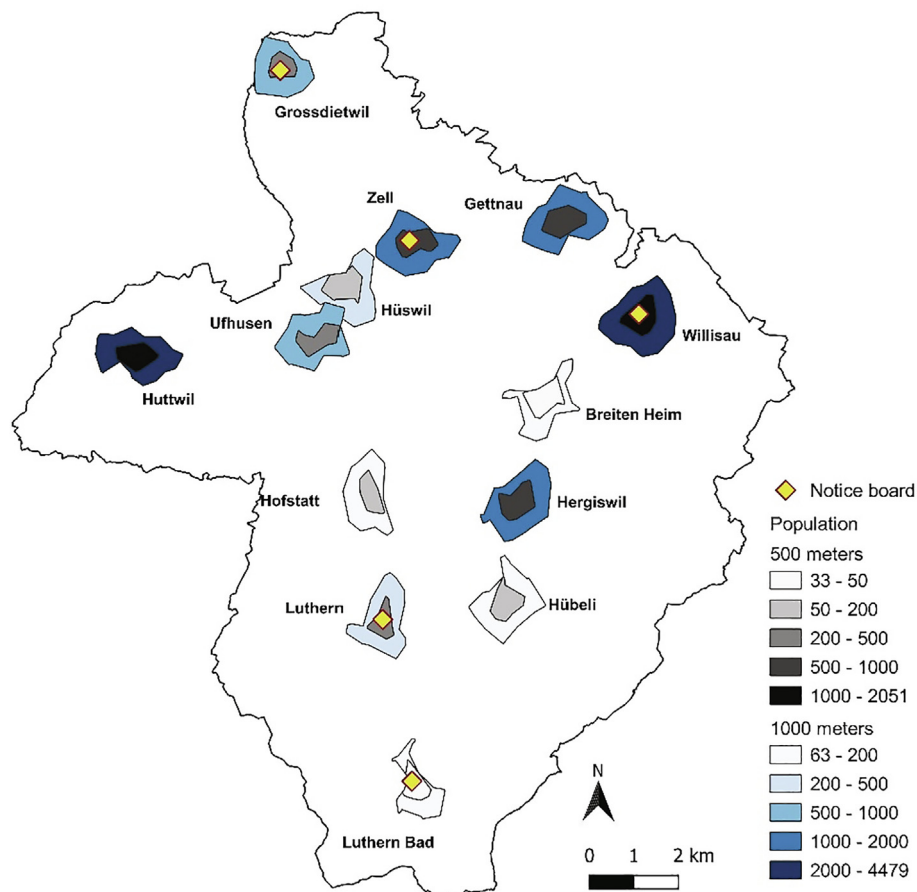 Grossdietwil
Zell
Gettnau
Hüswil
Ufhusen
Willisau
Huttwil
Breiten Heim
Hofstatt
Hergiswil
Luthern
Hübeli
Luthern Bad
Notice board
Population
500 meters
33 - 50
50 - 200
200 - 500
500 - 1000
1000 - 2051
1000 meters
63 - 200
200 - 500
500 - 1000
1000 - 2000
2000 - 4479
N
0 1 2 km